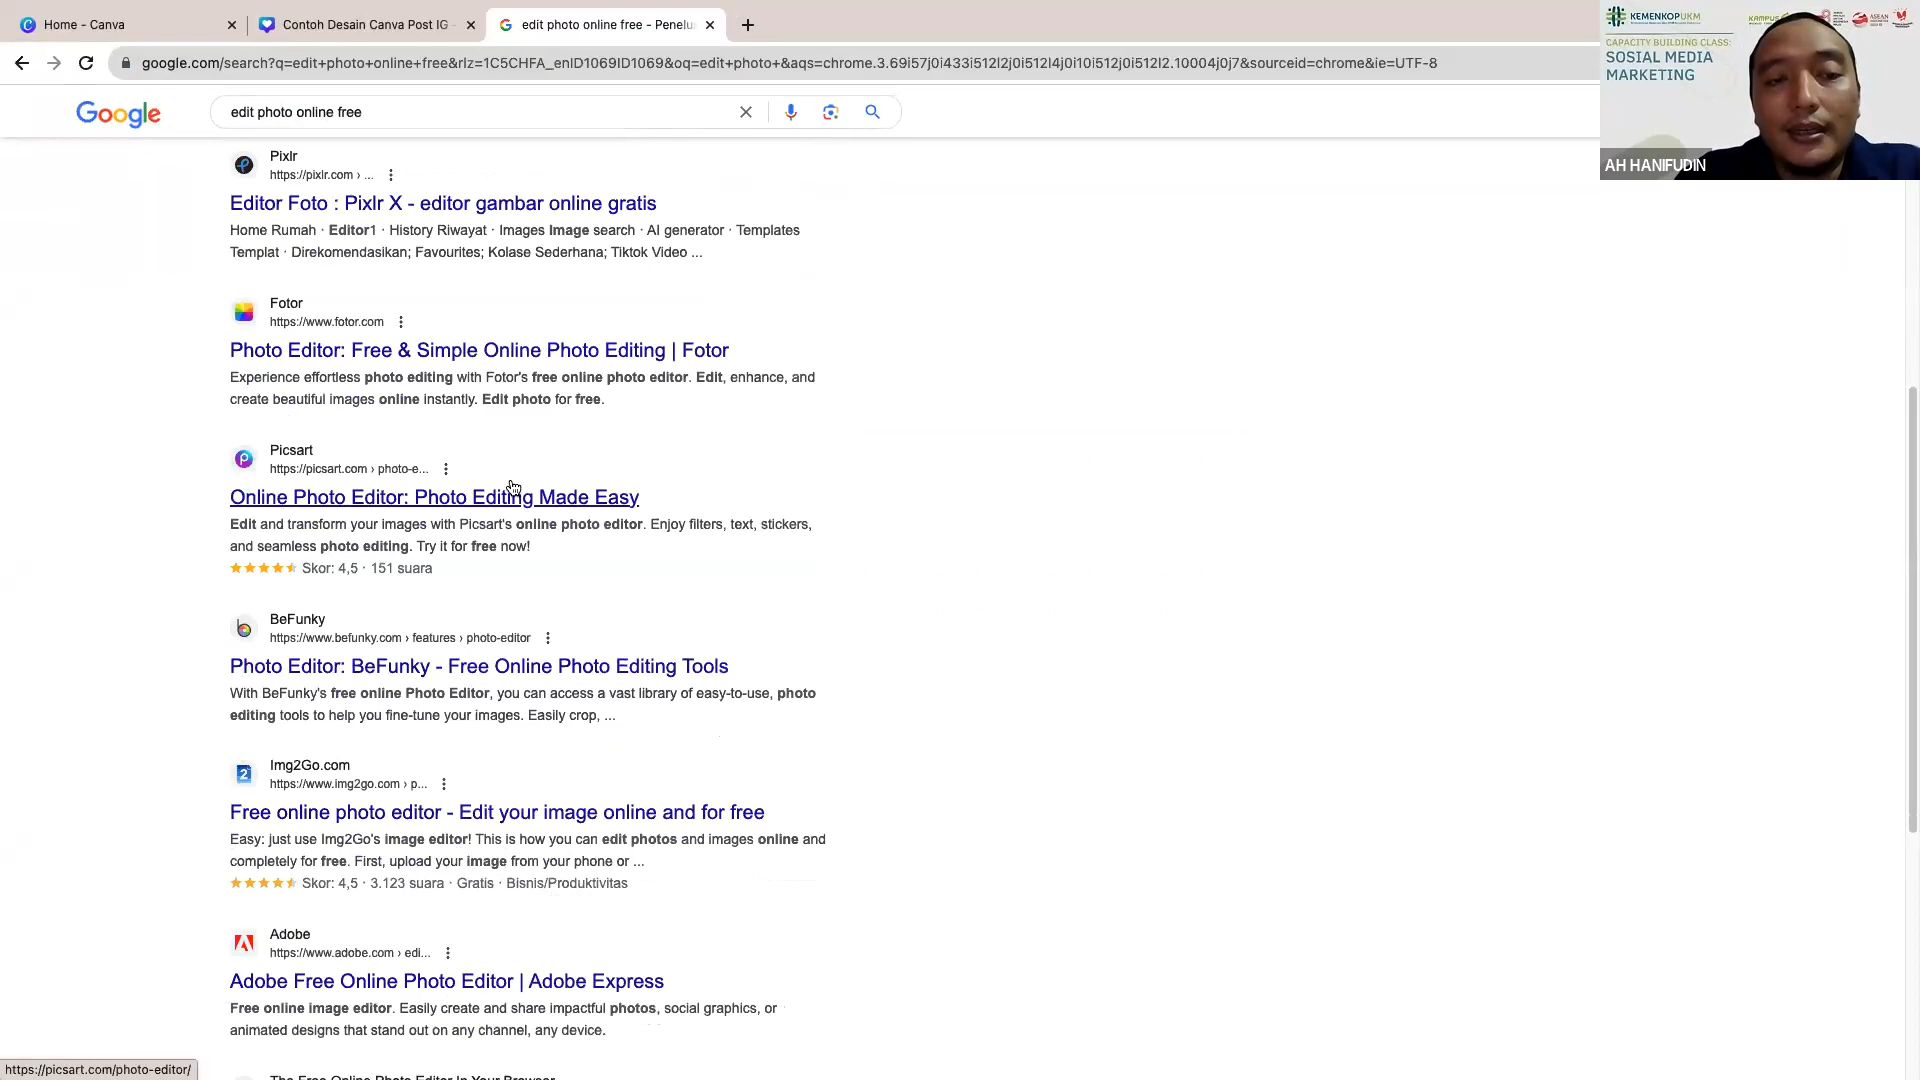 Home - Canva
Contoh Desain Canva Post IG -
edit photo online free - Penelu
google.com/search?q=edit+photo+online+free&rlz=1C5CHFA_enID1069ID1069&oq=edit+photo+&aqs=chrome.3.69i57j0i433i512l2j0i512l4j0i10i512j0i512l2.10004j0j7&sourceid=chrome&ie=UTF-8
KEMENKOPUKM
CAPACITY BUILDING CLASS:
SOSIAL MEDIA
MARKETING
AH HANIFUDIN
Google
edit photo online free
Pixlr
https://pixlr.com › ...
Editor Foto : Pixlr X - editor gambar online gratis
Home Rumah · Editor1 · History Riwayat · Images Image search · AI generator · Templates
Templat · Direkomendasikan; Favourites; Kolase Sederhana; Tiktok Video ...
Fotor
https://www.fotor.com
Photo Editor: Free & Simple Online Photo Editing | Fotor
Experience effortless photo editing with Fotor's free online photo editor. Edit, enhance, and
create beautiful images online instantly. Edit photo for free.
Picsart
https://picsart.com › photo-e...
Online Photo Editor: Photo Editing Made Easy
Edit and transform your images with Picsart's online photo editor. Enjoy filters, text, stickers,
and seamless photo editing. Try it for free now!
Skor: 4,5 · 151 suara
BeFunky
https://www.befunky.com › features › photo-editor
Photo Editor: BeFunky - Free Online Photo Editing Tools
With BeFunky's free online Photo Editor, you can access a vast library of easy-to-use, photo
editing tools to help you fine-tune your images. Easily crop, ...
Img2Go.com
https://www.img2go.com › p...
Free online photo editor - Edit your image online and for free
Easy: just use Img2Go's image editor! This is how you can edit photos and images online and
completely for free. First, upload your image from your phone or ...
Skor: 4,5 · 3.123 suara · Gratis · Bisnis/Produktivitas
Adobe
https://www.adobe.com › edi...
Adobe Free Online Photo Editor | Adobe Express
Free online image editor. Easily create and share impactful photos, social graphics, or
animated designs that stand out on any channel, any device.
The Free Online Photo Editor In Your Browser
https://picsart.com/photo-editor/